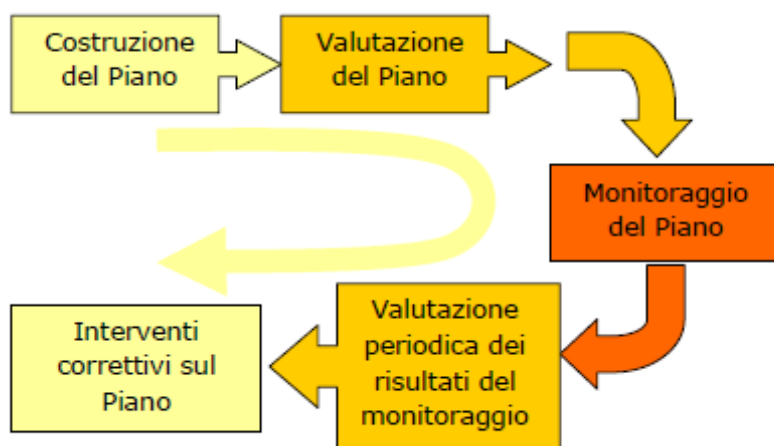 Costruzione
del Piano
Valutazione
del Piano
Monitoraggio
del Piano
Valutazione
periodica dei
risultati del
monitoraggio
Interventi
correttivi sul
Piano